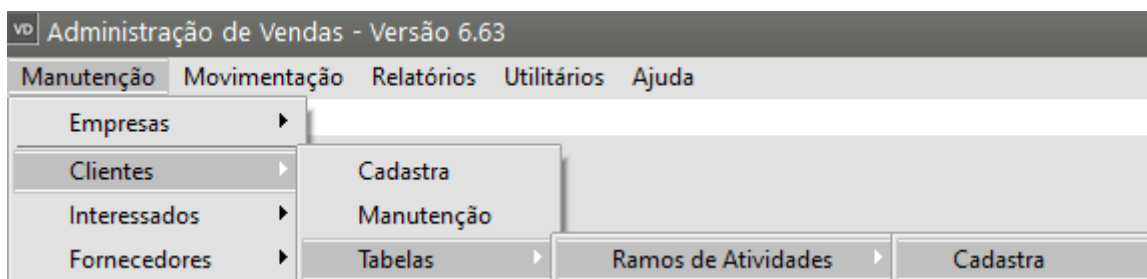 VD Administração de Vendas - Versão 6.63
Manutenção Movimentação Relatórios Utilitários Ajuda
Empresas
Clientes Cadastra
Interessados Manutenção
Fornecedores Tabelas Ramos de Atividades Cadastra